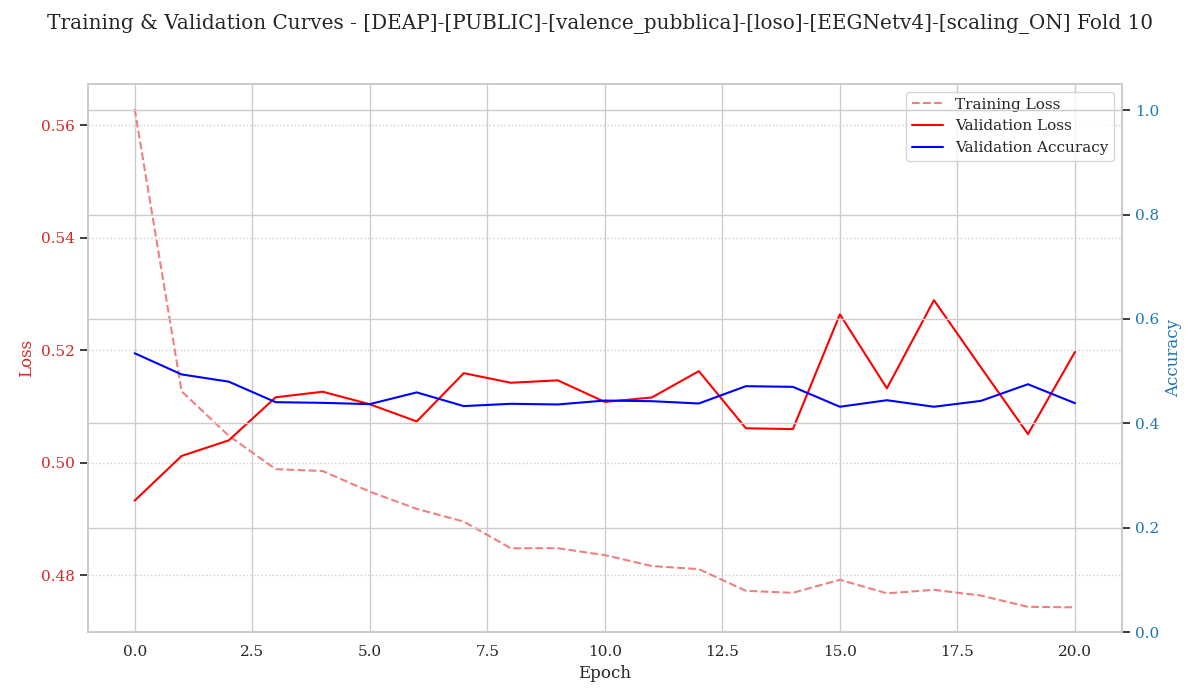 Training & Validation Curves - [DEAP]-[PUBLIC]-[valence_pubblica]-[loso]-[EEGNetv4]-[scaling_ON] Fold 10
Training Loss
Validation Loss
Validation Accuracy
0.56
0.54
0.52
0.50
0.48
Loss
1.0
0.8
0.6
0.4
0.2
0.0
Accuracy
0.0 2.5 5.0 7.5 10.0 12.5 15.0 17.5 20.0
Epoch